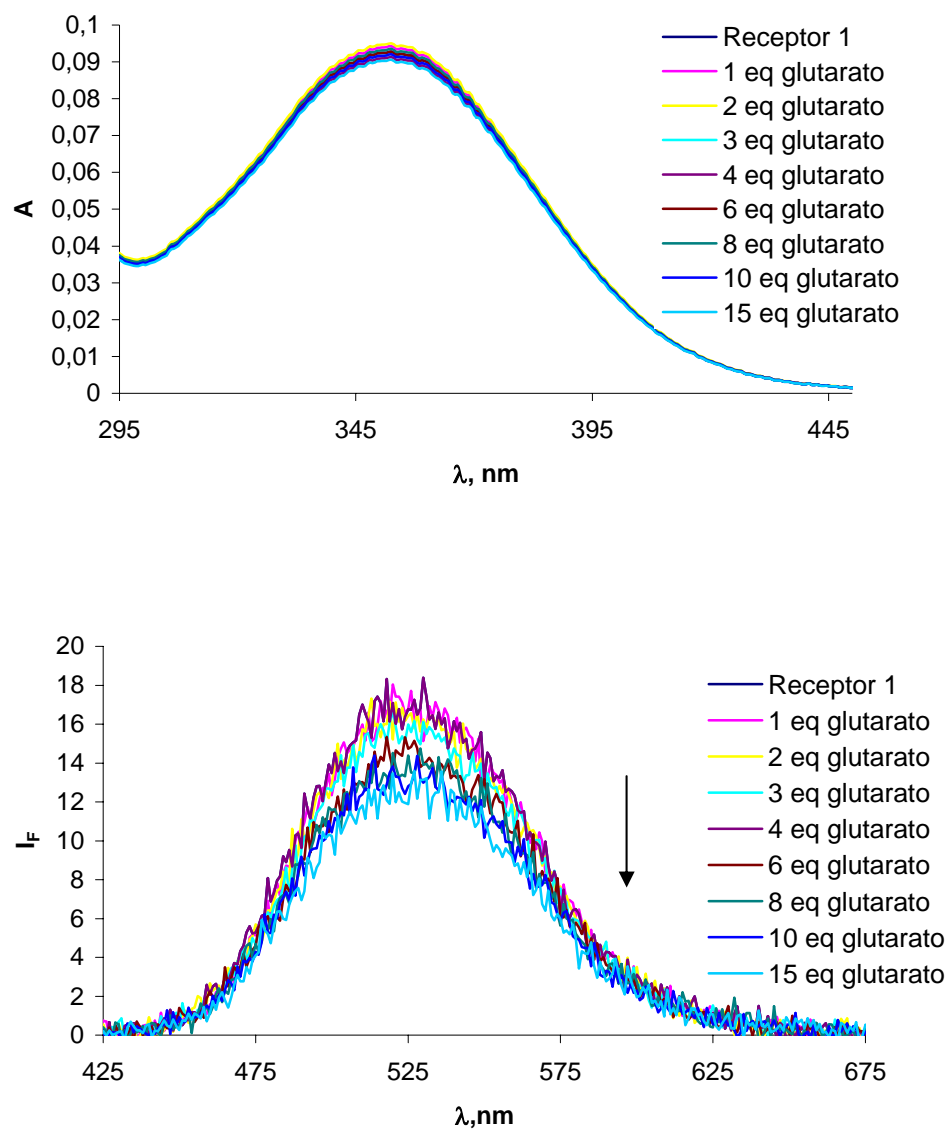 0,1
0,09
0,08
0,07
0,06
0,05
0,04
0,03
0,02
0,01
0
A
295 345 395 445
λ, nm
Receptor 1
1 eq glutarato
2 eq glutarato
3 eq glutarato
4 eq glutarato
6 eq glutarato
8 eq glutarato
10 eq glutarato
15 eq glutarato
20
18
16
14
12
10
8
6
4
2
0
IF
425 475 525 575 625 675
λ,nm
Receptor 1
1 eq glutarato
2 eq glutarato
3 eq glutarato
4 eq glutarato
6 eq glutarato
8 eq glutarato
10 eq glutarato
15 eq glutarato